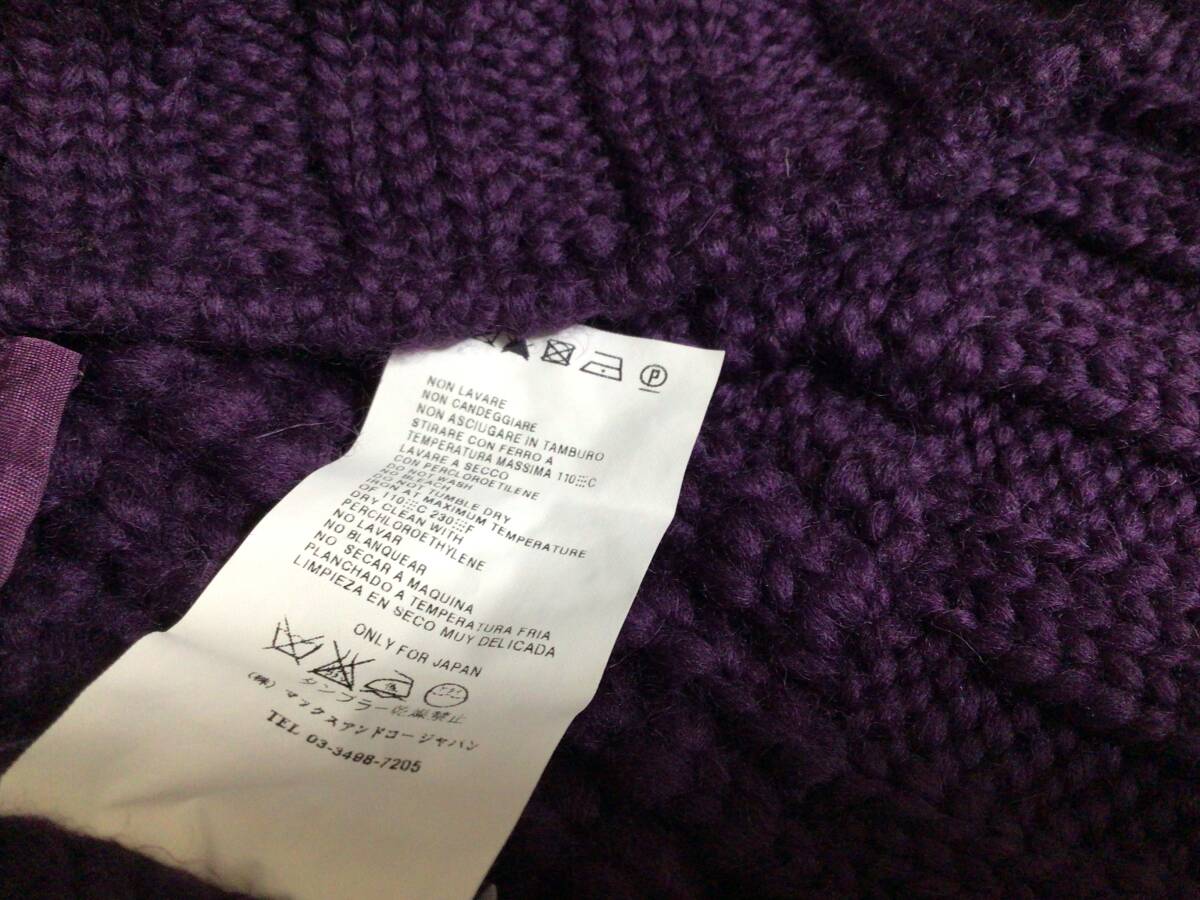 P
NON LAVARE
NON CANDEGGIARE
NON ASCIUGARE IN TAMBURO
STIRARE CON FERRO A
TEMPERATURA MASSIMA 110 C
LAVARE A SECCO
CON PERCLOROETILENE
DO NOT WASH
NO BLEACH
DO NOT TUMBLE DRY
IRON AT MAXIMUM TEMPERATURE
OF 110 C 230 F
DRY CLEAN WITH
PERCHLOROETHYLENE
NO LAVAR
NO BLANQUEAR
NO SECAR A MAQUINA
PLANCHADO A TEMPERATURA FRIA
LIMPIEZA EN SECO MUY DELICADA
ONLY FOR JAPAN
タンブラー乾燥禁止
(株) マックスアンドコージャパン
TEL 03-3498-7205